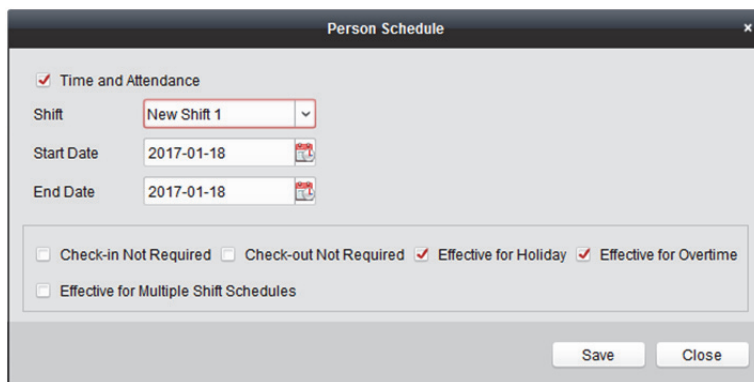 Person Schedule
Time and Attendance
Shift New Shift 1
Start Date 2017-01-18
End Date 2017-01-18
Check-in Not Required Check-out Not Required Effective for Holiday Effective for Overtime
Effective for Multiple Shift Schedules
Save Close